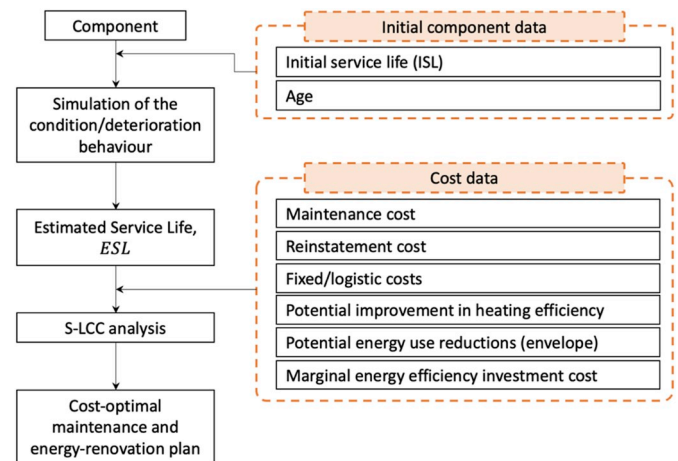 Component
Simulation of the
condition/deterioration
behaviour
Estimated Service Life,
ESL
S-LCC analysis
Cost-optimal
maintenance and
energy-renovation plan
Initial component data
Initial service life (ISL)
Age
Cost data
Maintenance cost
Reinstatement cost
Fixed/logistic costs
Potential improvement in heating efficiency
Potential energy use reductions (envelope)
Marginal energy efficiency investment cost